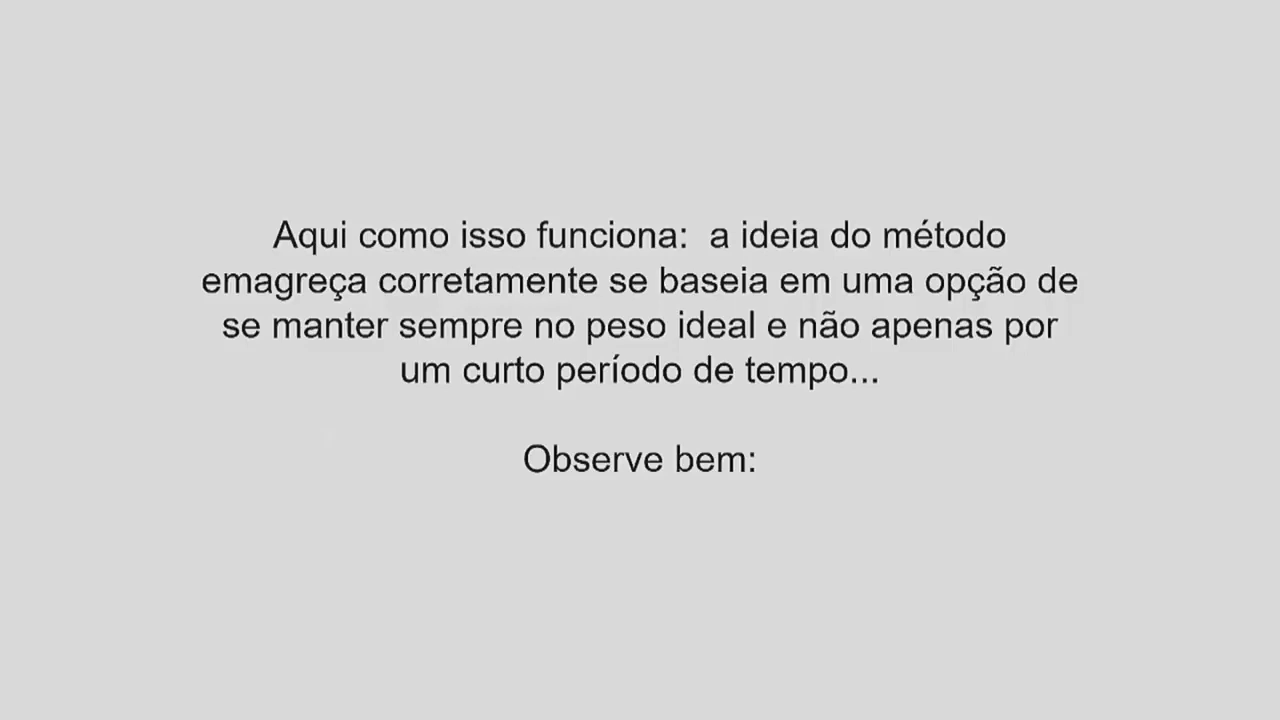 Aqui como isso funciona:  a ideia do método
emagreça corretamente se baseia em uma opção de
se manter sempre no peso ideal e não apenas por
um curto período de tempo...
Observe bem: